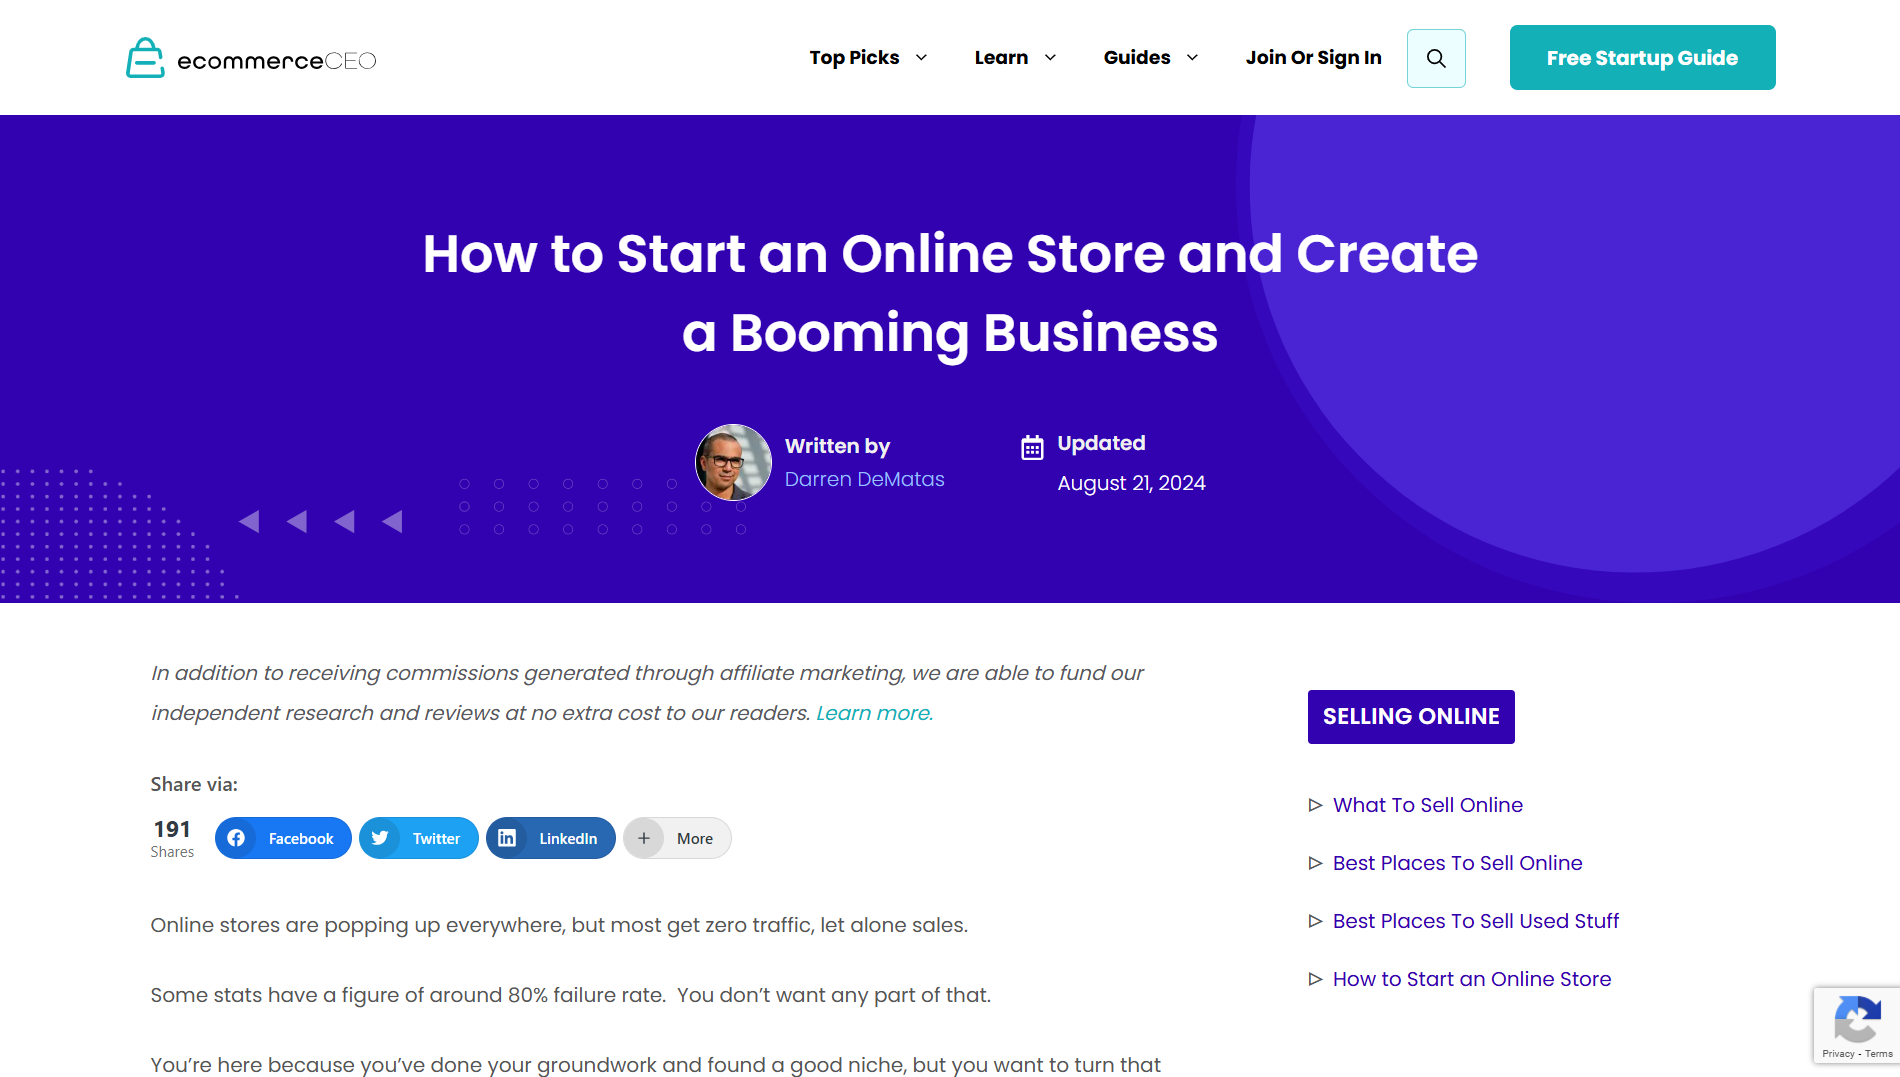 ecommerceCEO
Top Picks
Learn
Guides
Join Or Sign In
Free Startup Guide
How to Start an Online Store and Create
a Booming Business
Written by
Darren DeMatas
Updated
August 21, 2024
In addition to receiving commissions generated through affiliate marketing, we are able to fund our
independent research and reviews at no extra cost to our readers. Learn more.
Share via:
191
Shares
Facebook
Twitter
LinkedIn
More
Online stores are popping up everywhere, but most get zero traffic, let alone sales.
Some stats have a figure of around 80% failure rate.  You don’t want any part of that.
You’re here because you’ve done your groundwork and found a good niche, but you want to turn that
SELLING ONLINE
What To Sell Online
Best Places To Sell Online
Best Places To Sell Used Stuff
How to Start an Online Store
Privacy - Terms